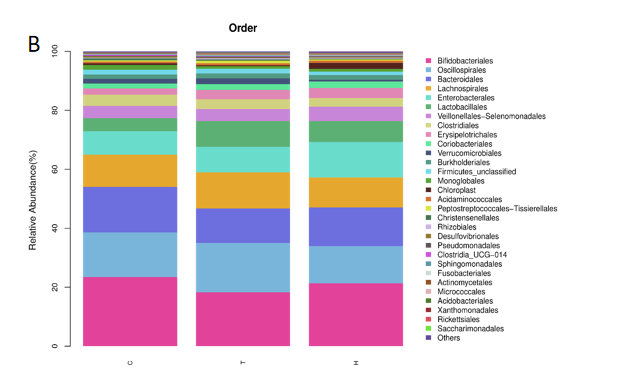 Order
B
Relative Abundance(%)
100
80
60
40
20
0
C
T
H
Bifidobacteriales
Oscillospirales
Bacteroidales
Lachnospirales
Enterobacterales
Lactobacillales
Veillonellales-Selenomonadales
Clostridiales
Erysipelotrichales
Coriobacteriales
Verrucomicrobiales
Burkholderiales
Firmicutes_unclassified
Monoglobales
Chloroplast
Acidaminococcales
Peptostreptococcales-Tissierellales
Christensenellales
Rhizobiales
Desulfovibrionales
Pseudomonadales
Clostridia_UCG-014
Sphingomonadales
Fusobacteriales
Actinomycetales
Micrococcales
Acidobacteriales
Xanthomonadales
Rickettsiales
Saccharimonadales
Others